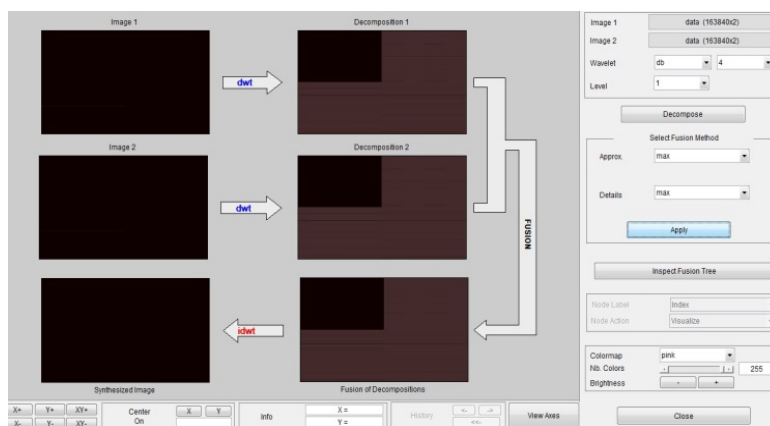 Image 1
Decomposition 1
dwt
Image 2
Decomposition 2
dwt
FUSION
idwt
Synthesized Image
Fusion of Decompositions
X+ Y+ XY+
X- Y- XY-
Center
On
X Y
Info
X =
Y =
History
<- ->
<<-
View Axes
Image 1 data (163840x2)
Image 2 data (163840x2)
Wavelet db 4
Level 1
Decompose
Select Fusion Method
Approx. max
Details max
Apply
Inspect Fusion Tree
Node Label Index
Node Action Visualize
Colormap pink
Nb. Colors 255
Brightness - +
Close